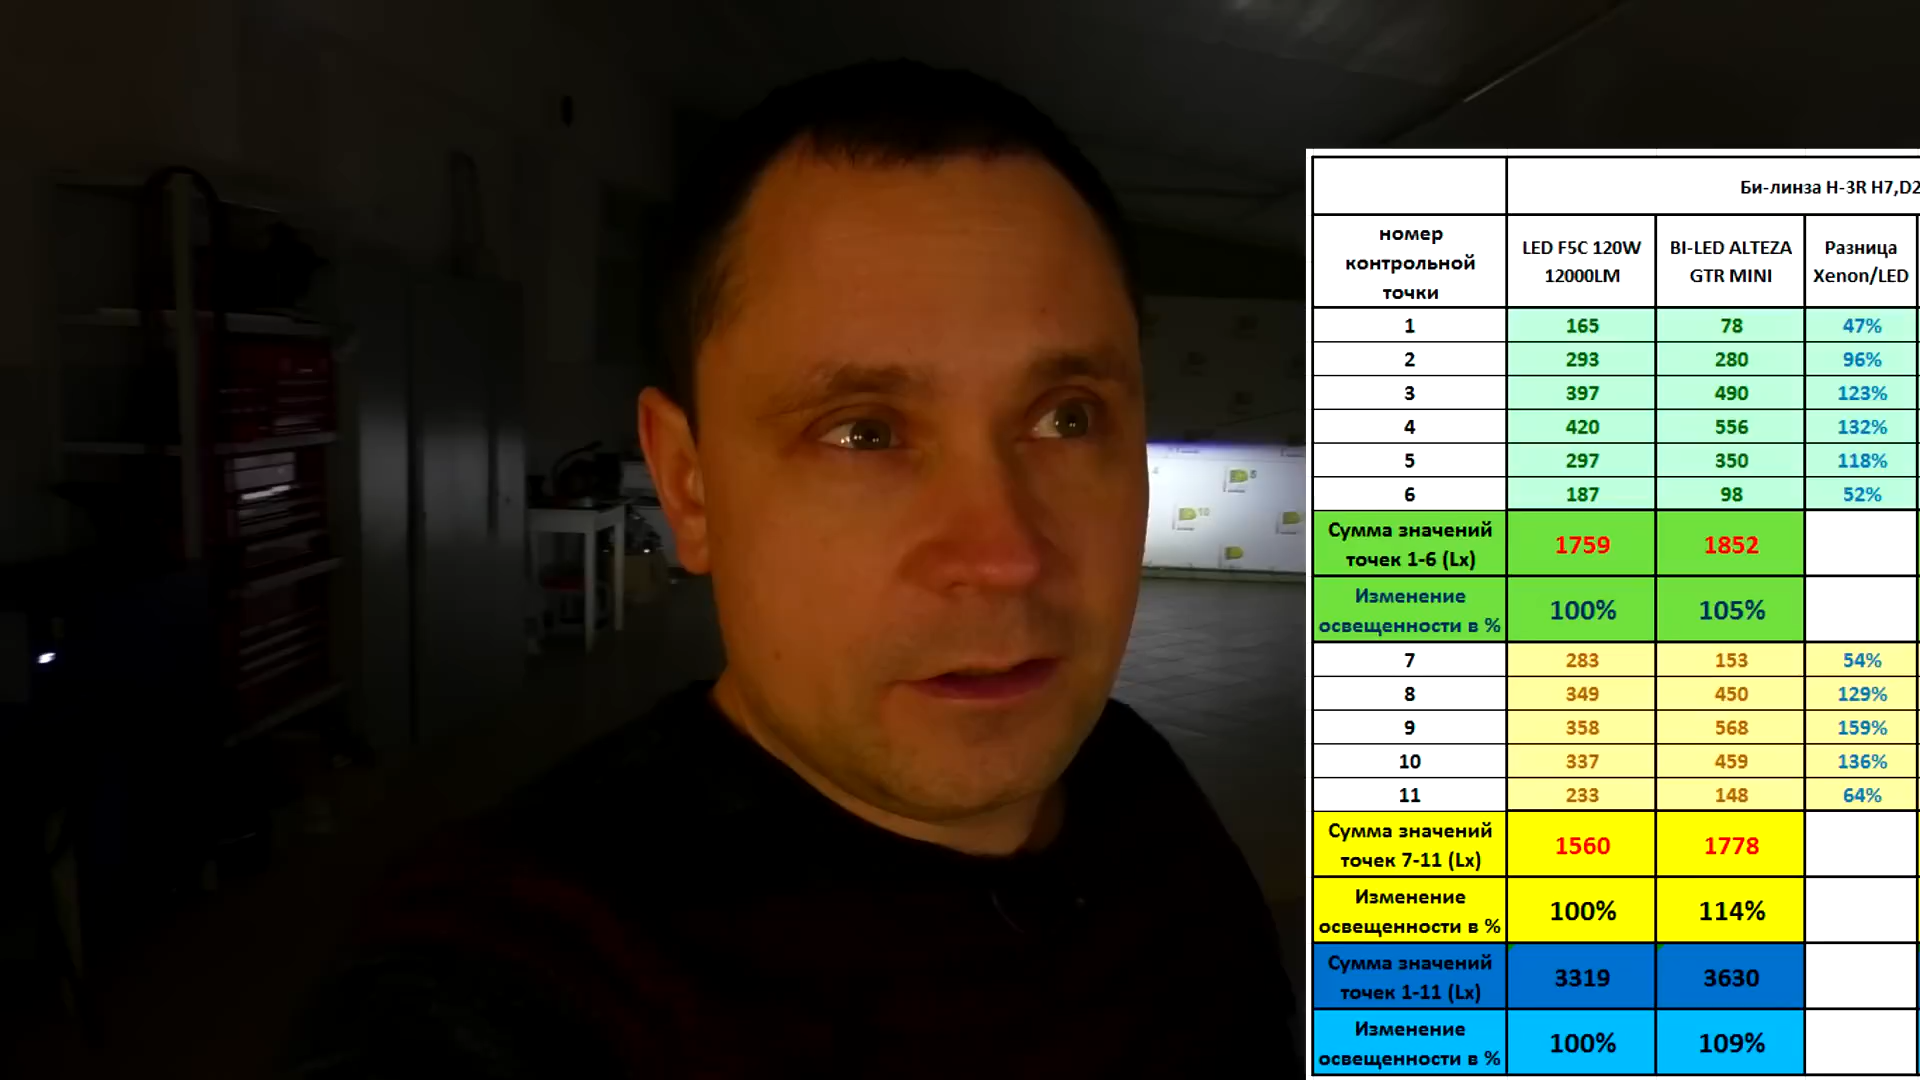 Би-линза H-3R H7,D2
номер
контрольной
точки
LED F5C 120W
12000LM
BI-LED ALTEZA
GTR MINI
Разница
Xenon/LED
1 165 78 47%
2 293 280 96%
3 397 490 123%
4 420 556 132%
5 297 350 118%
6 187 98 52%
Сумма значений
точек 1-6 (Lx)
1759 1852
Изменение
освещенности в %
100% 105%
7 283 153 54%
8 349 450 129%
9 358 568 159%
10 337 459 136%
11 233 148 64%
Сумма значений
точек 7-11 (Lx)
1560 1778
Изменение
освещенности в %
100% 114%
Сумма значений
точек 1-11 (Lx)
3319 3630
Изменение
освещенности в %
100% 109%
5
10